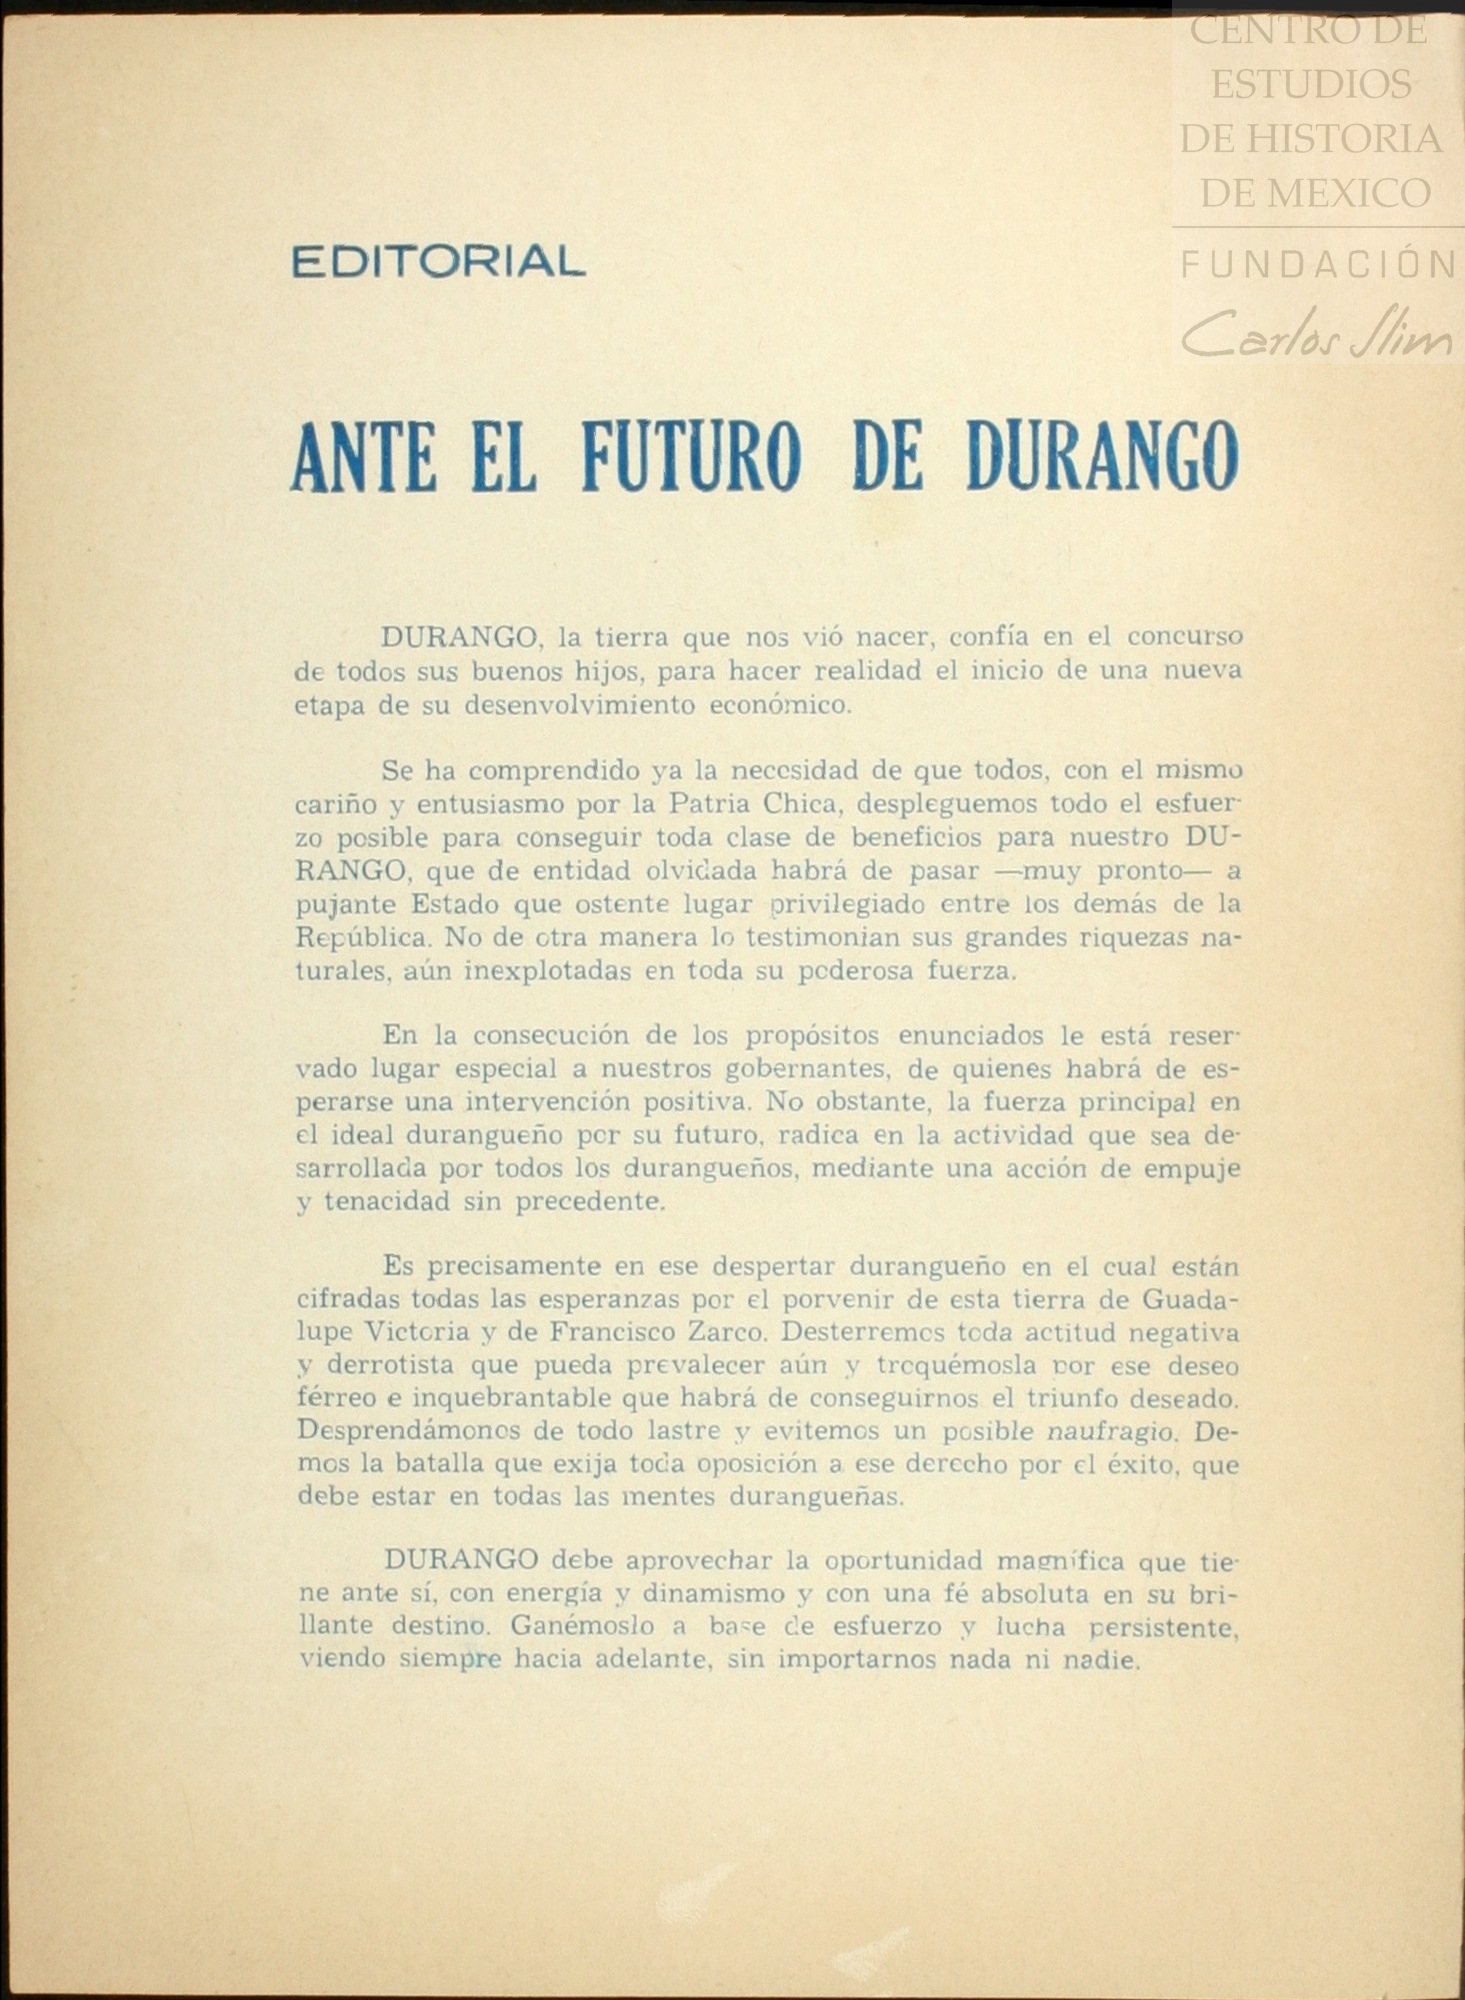 CENTRO DE
ESTUDIOS
DE HISTORIA
DE MEXICO
FUNDACIÓN
Carlos Slim
EDITORIAL
ANTE EL FUTURO DE DURANGO
DURANGO, la tierra que nos vió nacer, confía en el concurso
de todos sus buenos hijos, para hacer realidad el inicio de una nueva
etapa de su desenvolvimiento económico.
Se ha comprendido ya la necesidad de que todos, con el mismo
cariño y entusiasmo por la Patria Chica, despleguemos todo el esfuer-
zo posible para conseguir toda clase de beneficios para nuestro DU-
RANGO, que de entidad olvidada habrá de pasar —muy pronto— a
pujante Estado que ostente lugar privilegiado entre los demás de la
República. No de otra manera lo testimonian sus grandes riquezas na-
turales, aún inexplotadas en toda su poderosa fuerza.
En la consecución de los propósitos enunciados le está reser-
vado lugar especial a nuestros gobernantes, de quienes habrá de es-
perarse una intervención positiva. No obstante, la fuerza principal en
el ideal durangueño por su futuro, radica en la actividad que sea de-
sarrollada por todos los durangueños, mediante una acción de empuje
y tenacidad sin precedente.
Es precisamente en ese despertar durangueño en el cual están
cifradas todas las esperanzas por el porvenir de esta tierra de Guada-
lupe Victoria y de Francisco Zarco. Desterremos toda actitud negativa
y derrotista que pueda prevalecer aún y troquémosla por ese deseo
férreo e inquebrantable que habrá de conseguirnos el triunfo deseado.
Desprendámonos de todo lastre y evitemos un posible naufragio. De-
mos la batalla que exija toda oposición a ese derecho por el éxito, que
debe estar en todas las mentes durangueñas.
DURANGO debe aprovechar la oportunidad magnífica que tie-
ne ante sí, con energía y dinamismo y con una fé absoluta en su bri-
llante destino. Ganémoslo a base de esfuerzo y lucha persistente,
viendo siempre hacia adelante, sin importarnos nada ni nadie.